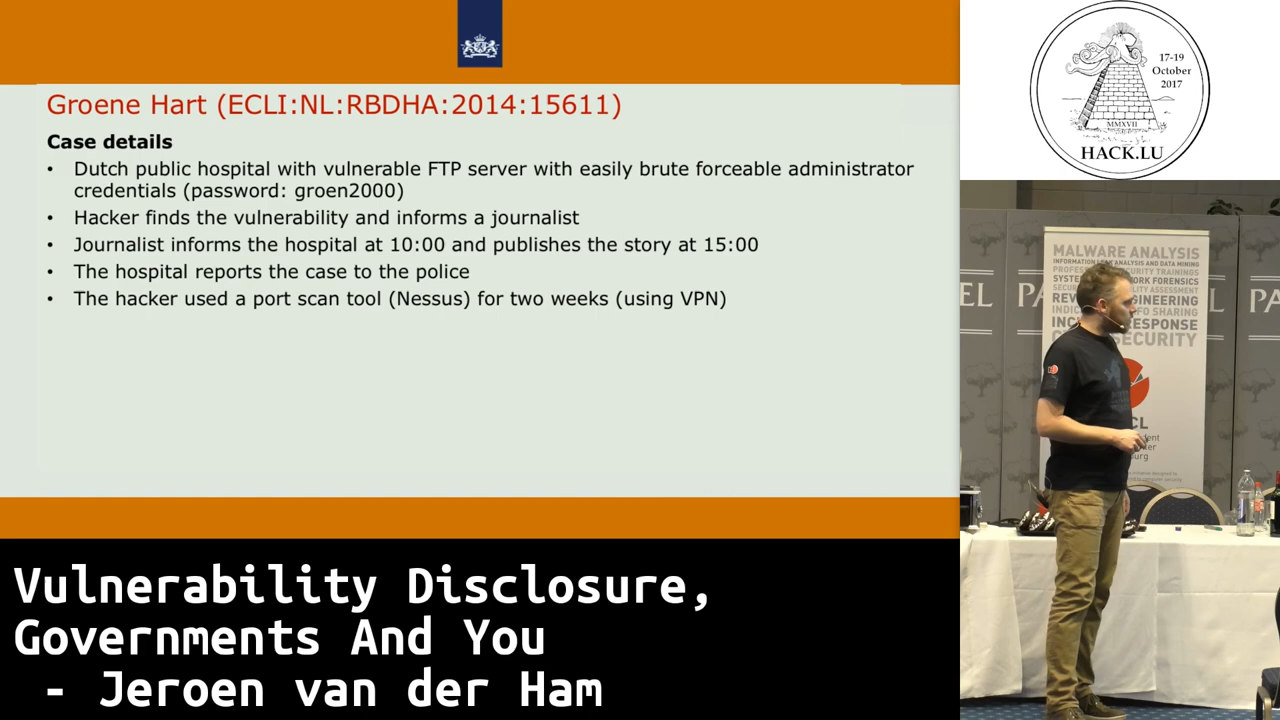 Groene Hart (ECLI:NL:RBDHA:2014:15611)
Case details
• Dutch public hospital with vulnerable FTP server with easily brute forceable administrator
credentials (password: groen2000)
• Hacker finds the vulnerability and informs a journalist
• Journalist informs the hospital at 10:00 and publishes the story at 15:00
• The hospital reports the case to the police
• The hacker used a port scan tool (Nessus) for two weeks (using VPN)
Vulnerability Disclosure,
Governments And You
- Jeroen van der Ham
17-19
October
2017
MMXVII
HACK.LU
MALWARE ANALYSIS